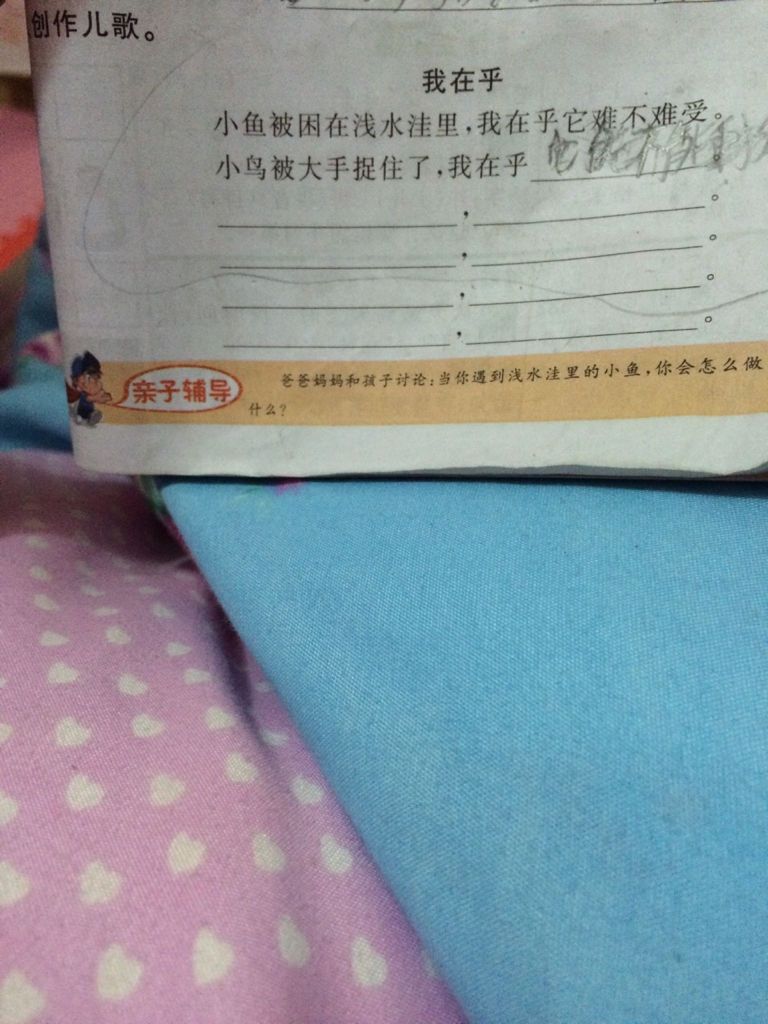 创作儿歌。
我在乎
小鱼被困在浅水洼里,我在乎它难不难受。
小鸟被大手捉住了,我在乎
,。
,。
,。
,。
亲子辅导
爸爸妈妈和孩子讨论:当你遇到浅水洼里的小鱼,你会怎么做
什么?